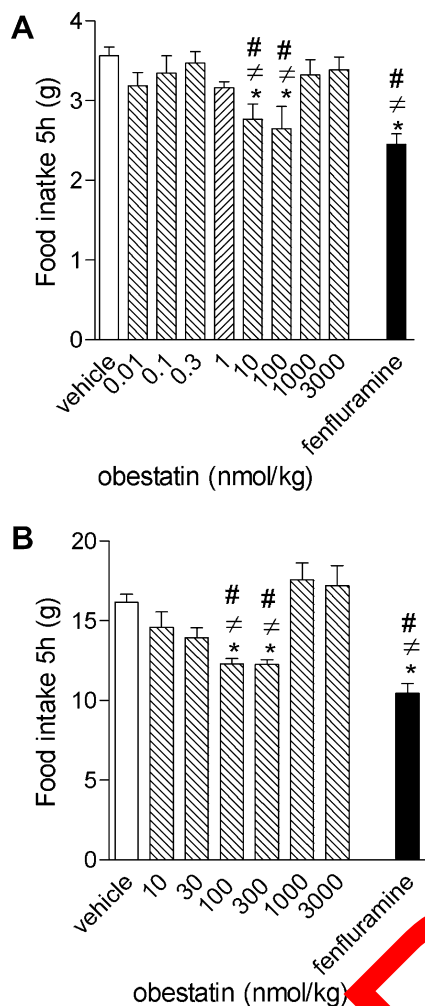 A
Food inatke 5h (g)
4
3
2
1
0
# #
≠ ≠
* *
#
≠
*
vehicle 0.01 0.1 0.3 1 10 100 1000 3000 fenfluramine
obestatin (nmol/kg)
B
Food intake 5h (g)
20
15
10
5
0
# #
≠ ≠
* *
#
≠
*
vehicle 10 30 100 300 1000 3000 fenfluramine
obestatin (nmol/kg)